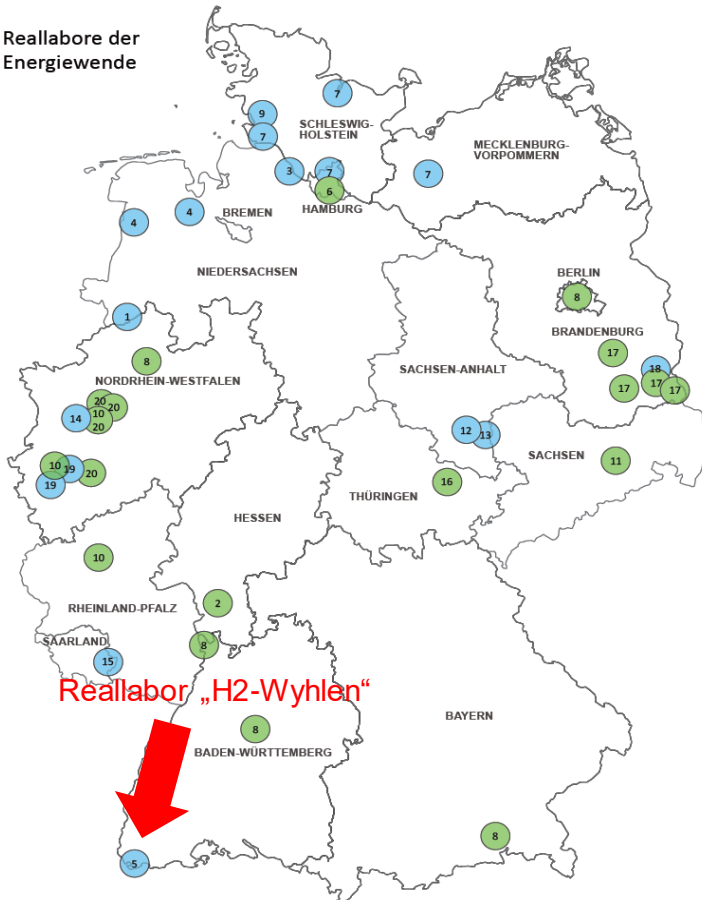 Reallabore der
Energiewende
7
9
SCHLESWIG-
HOLSTEIN
7
MECKLENBURG-
VORPOMMERN
3
7
7
6
HAMBURG
4
BREMEN
4
NIEDERSACHSEN
BERLIN
8
1
BRANDENBURG
17
8
NORDRHEIN-WESTFALEN
SACHSEN-ANHALT
18
17
17
17
20
20
10
14
20
12
13
10
19
20
19
SACHSEN
11
THÜRINGEN
16
HESSEN
10
2
RHEINLAND-PFALZ
SAARLAND
8
15
Reallabor „H2-Wyhlen“
BAYERN
8
BADEN-WÜRTTEMBERG
8
5